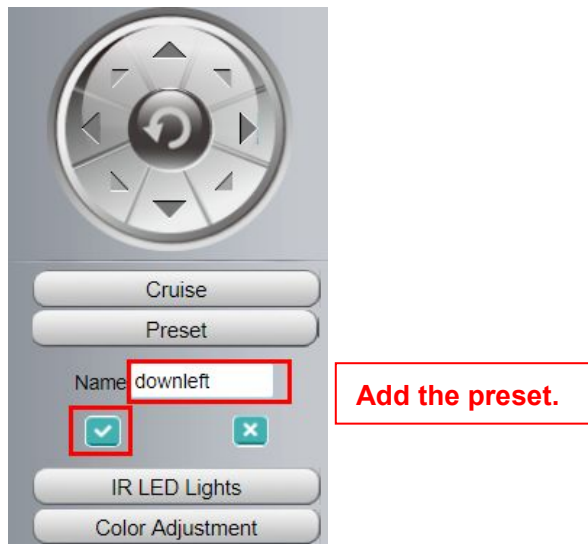 Cruise
Preset
Name downleft
Add the preset.
IR LED Lights
Color Adjustment